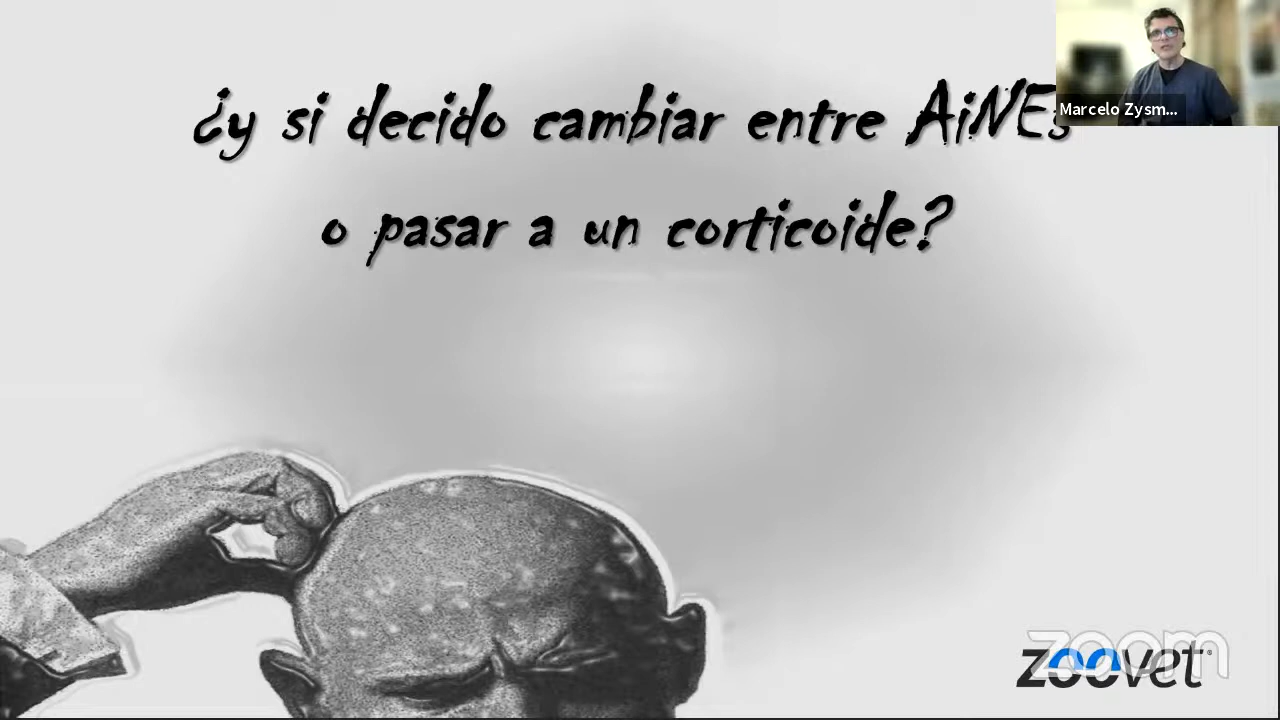 ¿y si decido cambiar entre AiNEs
o pasar a un corticoide?
Marcelo Zysm...
zoom
zoovet